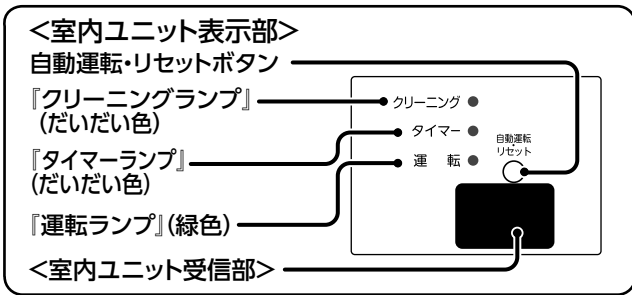 <室内ユニット表示部>
自動運転・リセットボタン
『クリーニングランプ』
(だいだい色)
『タイマーランプ』
(だいだい色)
『運転ランプ』(緑色)
<室内ユニット受信部>
クリーニング
タイマー
運 転
自動運転
・
リセット